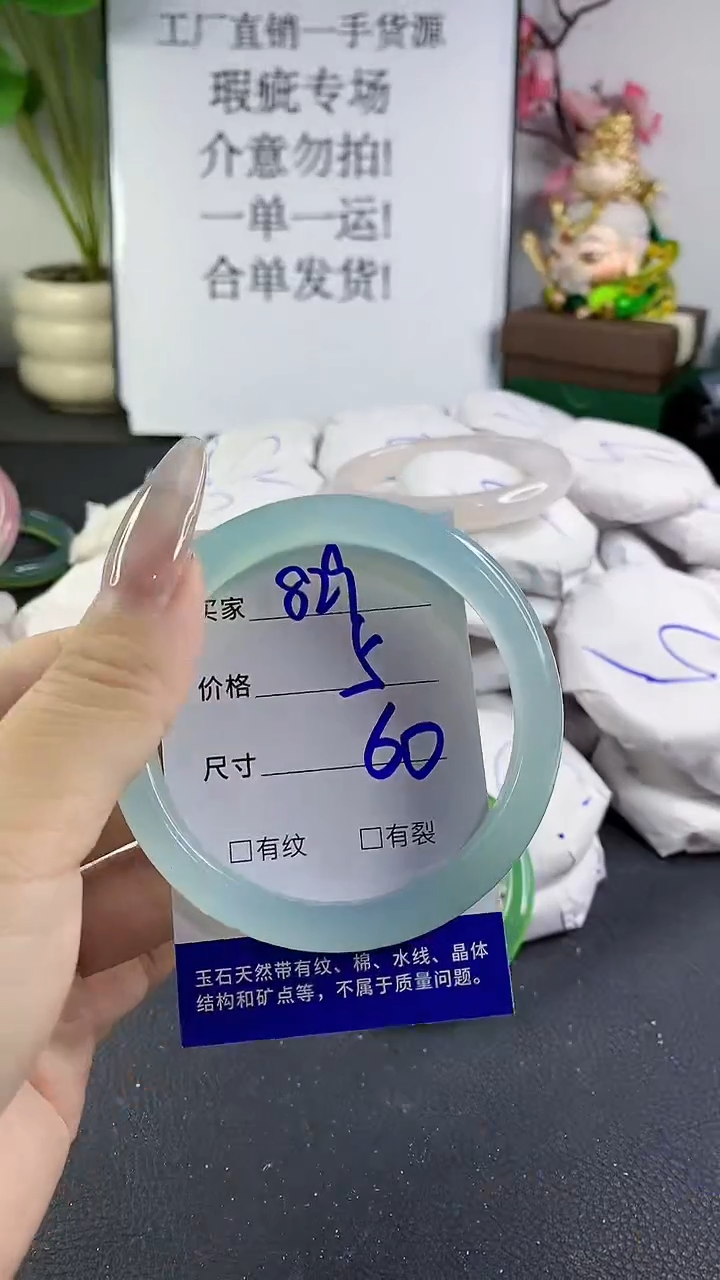 工厂直销一手货源
瑕疵专场
介意勿拍!
一单一运!
合单发货!
买家
价格 5
尺寸 60
□有纹 □有裂
玉石天然带有纹、棉、水线、晶体
结构和矿点等，不属于质量问题。